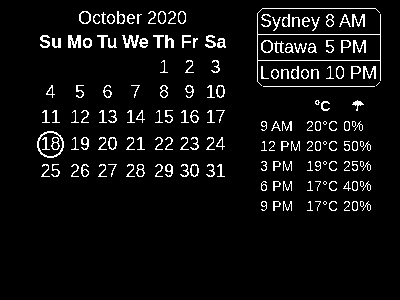 October 2020
Su Mo Tu We Th Fr Sa
1 2 3
4 5 6 7 8 9 10
11 12 13 14 15 16 17
18 19 20 21 22 23 24
25 26 27 28 29 30 31
Sydney 8 AM
Ottawa 5 PM
London 10 PM
°C ☂
9 AM 20°C 0%
12 PM 20°C 50%
3 PM 19°C 25%
6 PM 17°C 40%
9 PM 17°C 20%